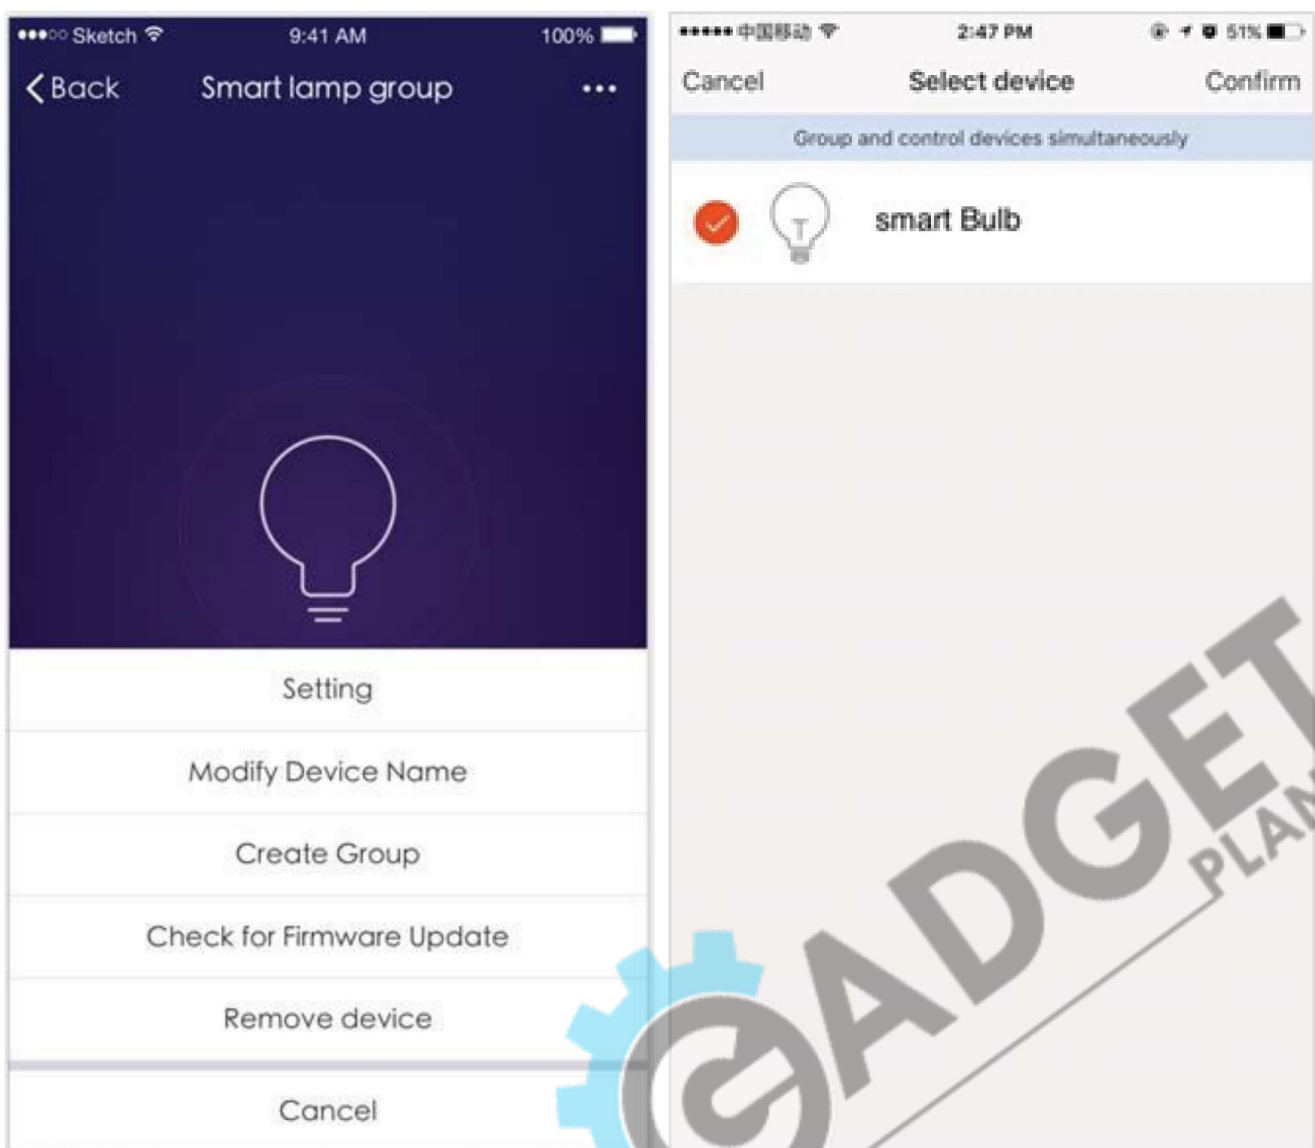 Sketch 9:41 AM 100%
Back Smart lamp group
Setting
Modify Device Name
Create Group
Check for Firmware Update
Remove device
Cancel
中国移动 2:47 PM 51%
Cancel Select device Confirm
Group and control devices simultaneously
T smart Bulb
GADGET
PLAN